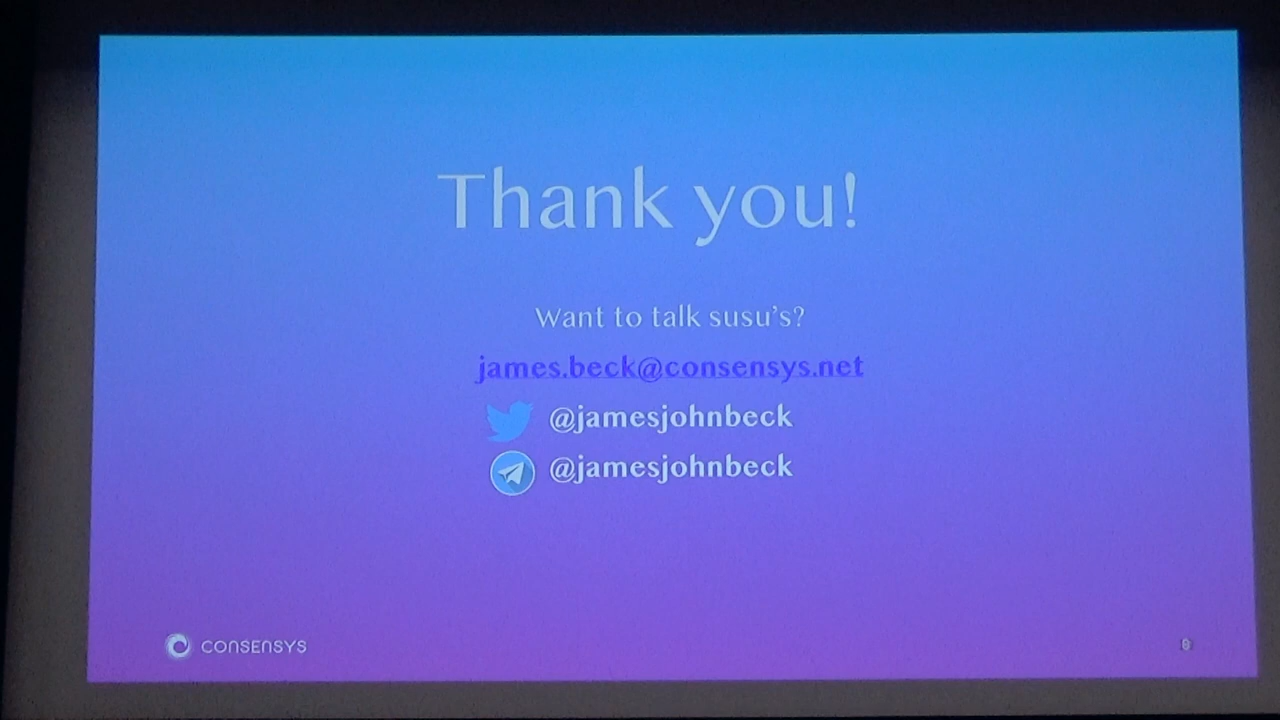 Thank you!
Want to talk susu's?
james.beck@consensys.net
@jamesjohnbeck
@jamesjohnbeck
CONSENSYS